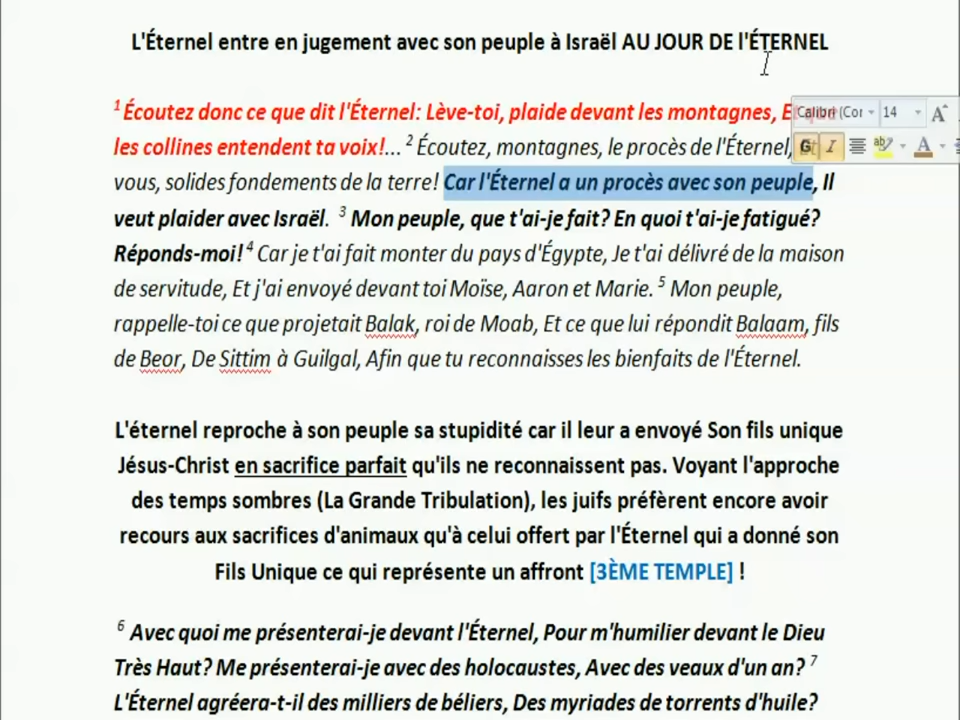 L'Éternel entre en jugement avec son peuple à Israël AU JOUR DE l'ÉTERNEL
1 Écoutez donc ce que dit l'Éternel: Lève-toi, plaide devant les montagnes, E
Calibri (Cor 14 A
les collines entendent ta voix!... 2 Écoutez, montagnes, le procès de l'Éternel,
G I ab A
vous, solides fondements de la terre! Car l'Éternel a un procès avec son peuple, Il
veut plaider avec Israël. 3 Mon peuple, que t'ai-je fait? En quoi t'ai-je fatigué?
Réponds-moi! 4 Car je t'ai fait monter du pays d'Égypte, Je t'ai délivré de la maison
de servitude, Et j'ai envoyé devant toi Moïse, Aaron et Marie. 5 Mon peuple,
rappelle-toi ce que projetait Balak, roi de Moab, Et ce que lui répondit Balaam, fils
de Beor, De Sittim à Guilgal, Afin que tu reconnaisses les bienfaits de l'Éternel.
L'éternel reproche à son peuple sa stupidité car il leur a envoyé Son fils unique
Jésus-Christ en sacrifice parfait qu'ils ne reconnaissent pas. Voyant l'approche
des temps sombres (La Grande Tribulation), les juifs préfèrent encore avoir
recours aux sacrifices d'animaux qu'à celui offert par l'Éternel qui a donné son
Fils Unique ce qui représente un affront [3ÈME TEMPLE] !
6 Avec quoi me présenterai-je devant l'Éternel, Pour m'humilier devant le Dieu
Très Haut? Me présenterai-je avec des holocaustes, Avec des veaux d'un an? 7
L'Éternel agréera-t-il des milliers de béliers, Des myriades de torrents d'huile?